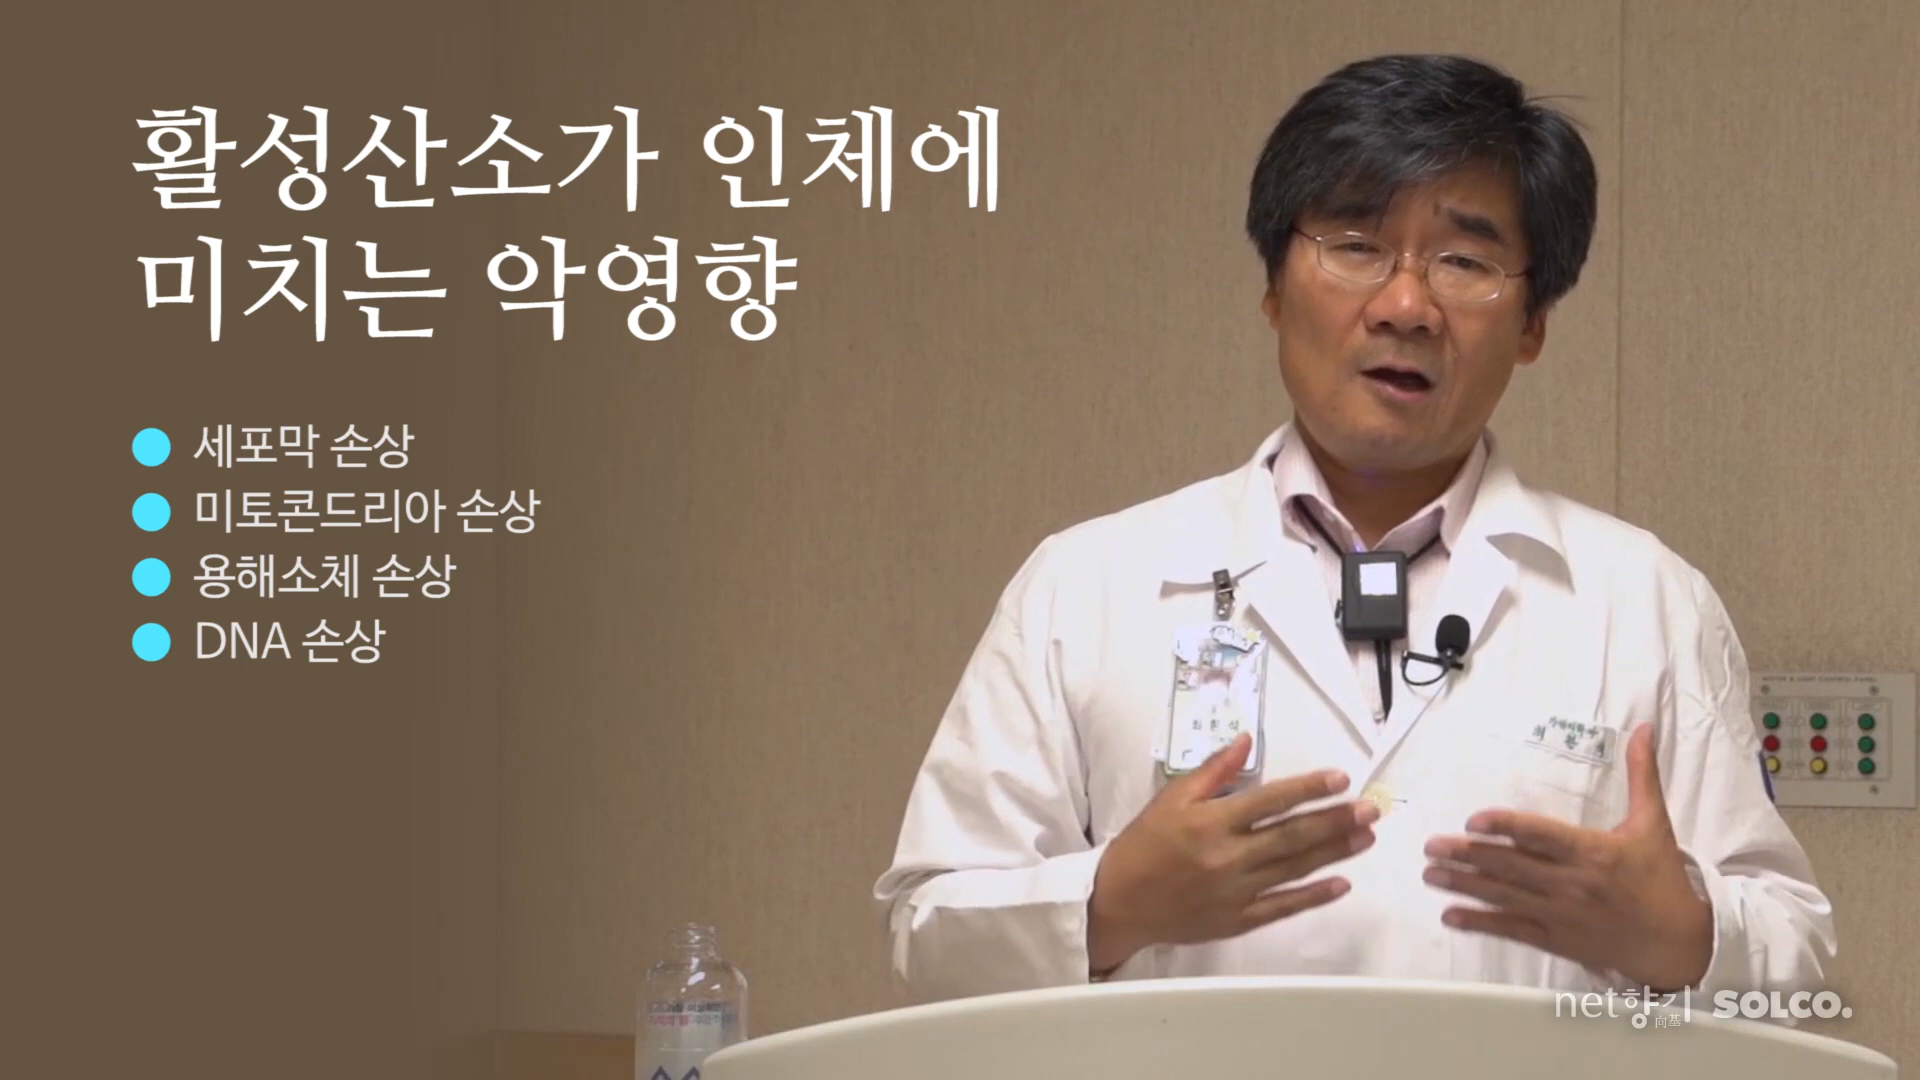 활성산소가 인체에
미치는 악영향
세포막 손상
미토콘드리아 손상
용해소체 손상
DNA 손상
net향기 SOLCO.
向基